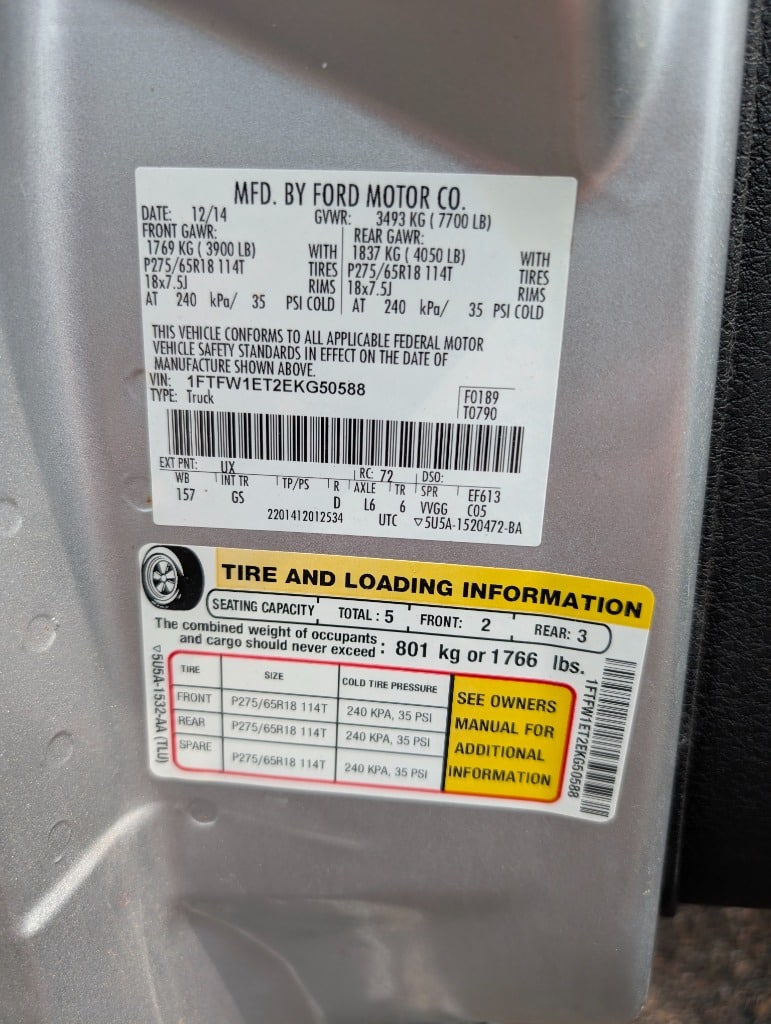 MFD. BY FORD MOTOR CO.
DATE: 12/14 GVWR: 3493 KG ( 7700 LB)
FRONT GAWR: REAR GAWR:
1769 KG ( 3900 LB) WITH 1837 KG ( 4050 LB) WITH
P275/65R18 114T TIRES P275/65R18 114T TIRES
18x7.5J RIMS 18x7.5J RIMS
AT 240 kPa/ 35 PSI COLD AT 240 kPa/ 35 PSI COLD
THIS VEHICLE CONFORMS TO ALL APPLICABLE FEDERAL MOTOR
VEHICLE SAFETY STANDARDS IN EFFECT ON THE DATE OF
MANUFACTURE SHOWN ABOVE.
VIN: 1FTFW1ET2EKG50588
TYPE: Truck
F0189
T0790
EXT PNT: UX RC: 72 DSO:
WB INT TR TP/PS R AXLE TR SPR EF613
157 GS D L6 6 VVGG C05
2201412012534 UTC ▽5U5A-1520472-BA
TIRE AND LOADING INFORMATION
SEATING CAPACITY TOTAL : 5 FRONT: 2 REAR: 3
The combined weight of occupants
and cargo should never exceed : 801 kg or 1766 lbs.
TIRE SIZE COLD TIRE PRESSURE
FRONT P275/65R18 114T 240 KPA, 35 PSI
REAR P275/65R18 114T 240 KPA, 35 PSI
SPARE P275/65R18 114T 240 KPA, 35 PSI
SEE OWNERS
MANUAL FOR
ADDITIONAL
INFORMATION
▽5U5A-1532-AA (TLU)
1FTFW1ET2EKG50588